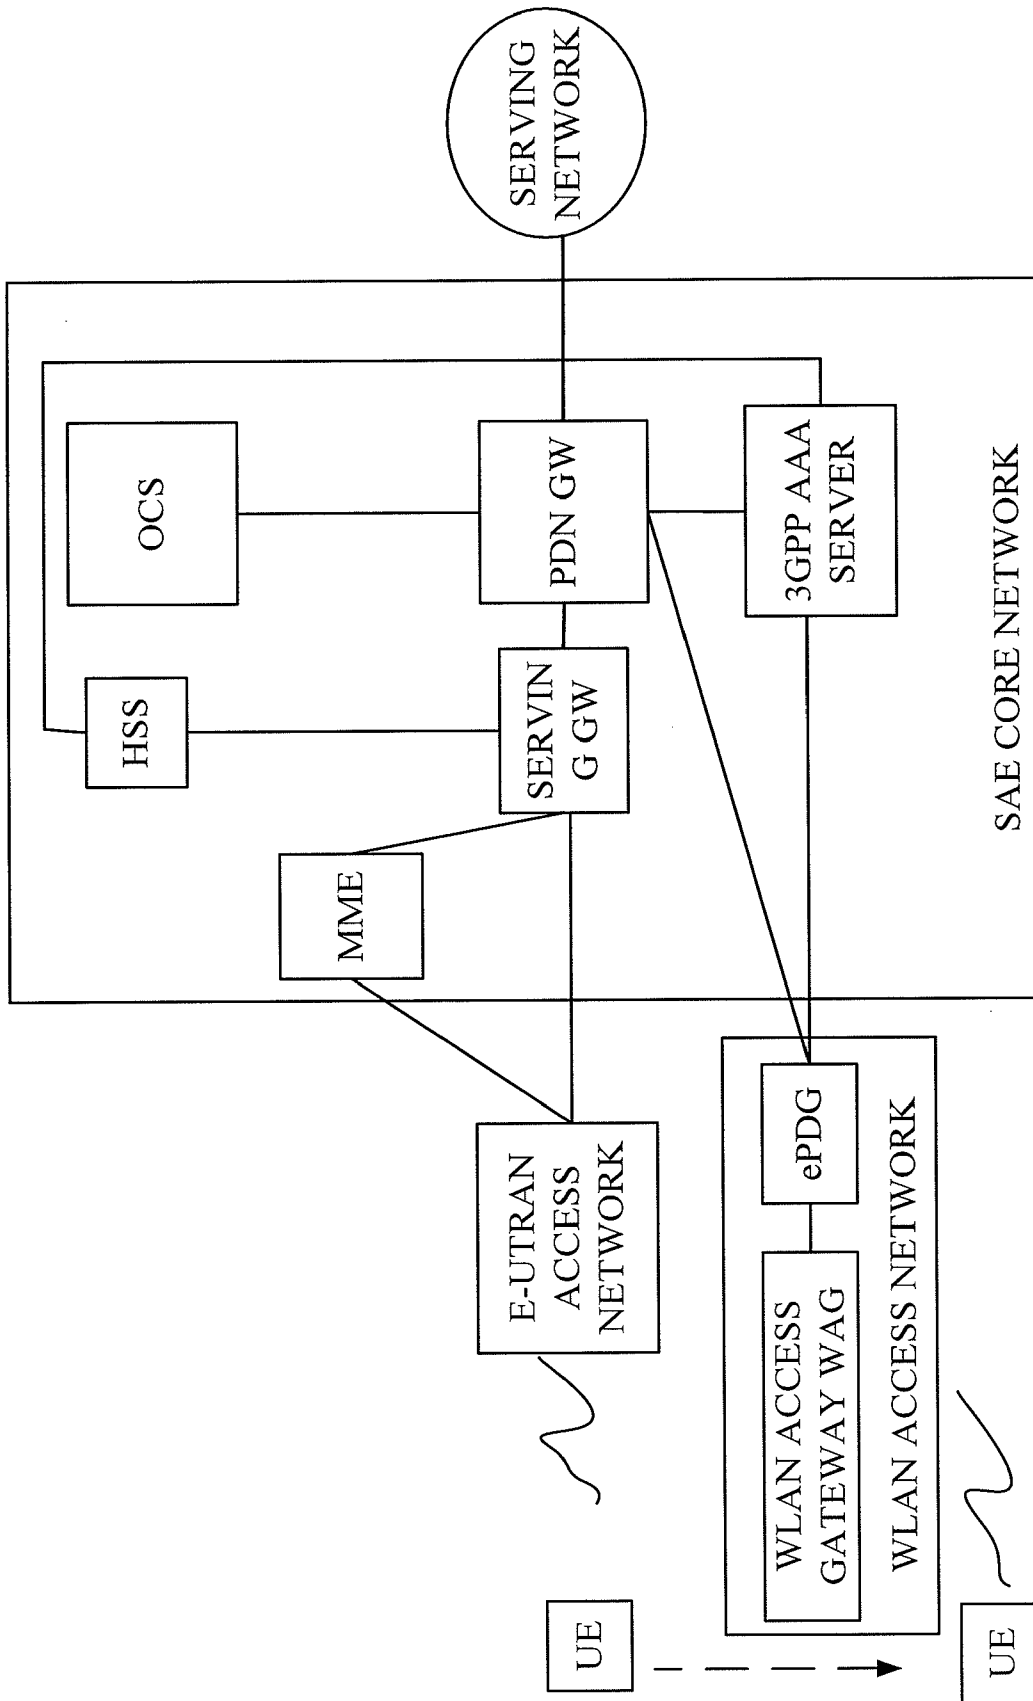 UE
E-UTRAN
ACCESS
NETWORK
MME
HSS
OCS
SERVIN
G GW
PDN GW
SERVING
NETWORK
UE
WLAN ACCESS
GATEWAY WAG
ePDG
WLAN ACCESS NETWORK
3GPP AAA
SERVER
SAE CORE NETWORK